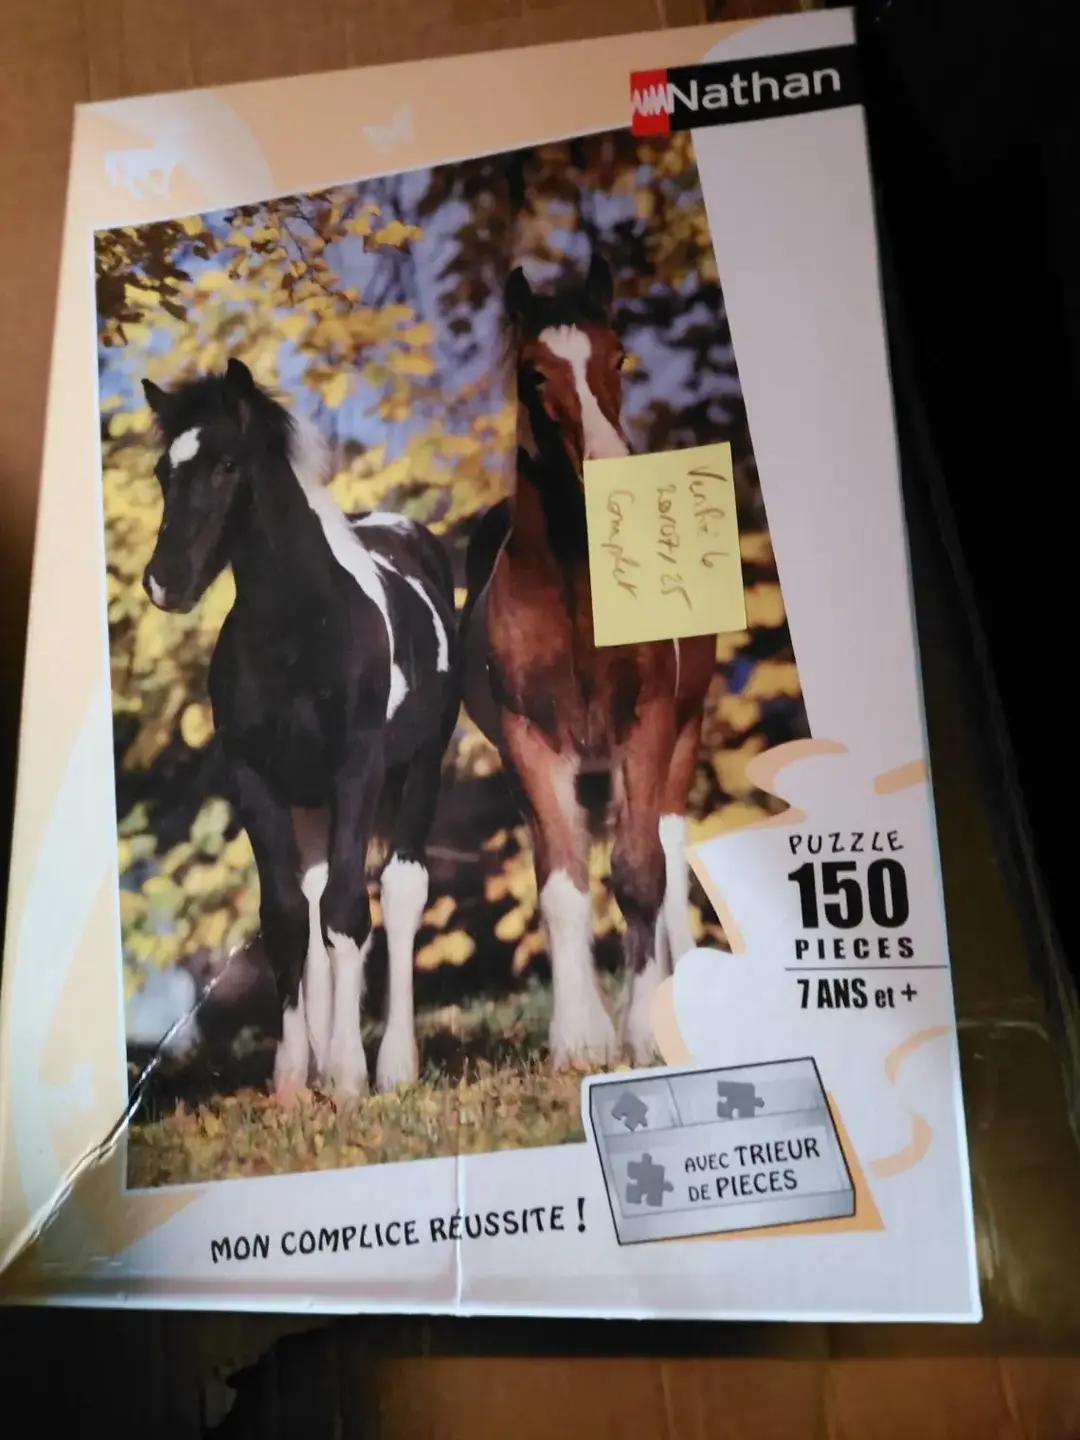 Nathan
Vérifié le
20/07/25
Complet
PUZZLE
150
PIECES
7 ANS et +
AVEC TRIEUR
DE PIECES
MON COMPLICE RÉUSSITE !